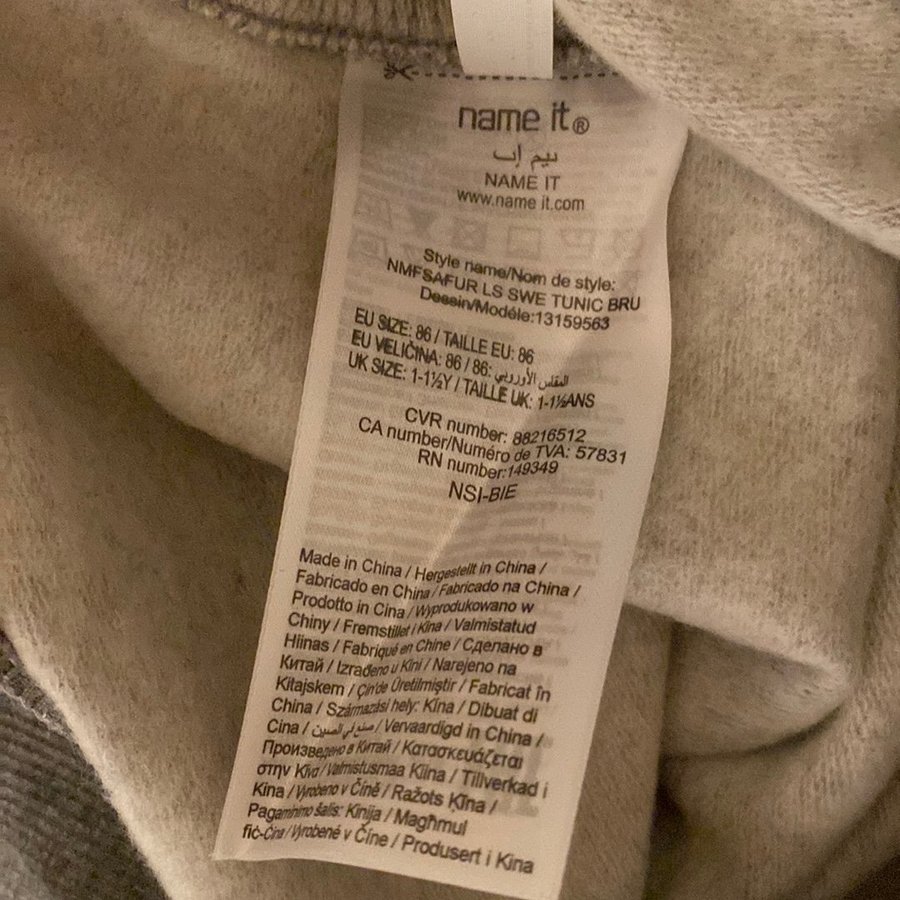 name it®
نيم إت
NAME IT
www.name it.com
Style name/Nom de style:
NMFSAFUR LS SWE TUNIC BRU
Dessin/Modéle:13159563
EU SIZE: 86 / TAILLE EU: 86
EU VELIČINA: 86 / 86: المقاس الأوروبي
UK SIZE: 1-1½Y / TAILLE UK: 1-1½ANS
CVR number: 88216512
CA number/Numéro de TVA: 57831
RN number:149349
NSI-BIE
Made in China / Hergestellt in China /
Fabricado en China / Fabricado na China /
Prodotto in Cina / Wyprodukowano w
Chiny / Fremstillet i Kina / Valmistatud
Hiinas / Fabriqué en Chine / Сделано в
Китай / Izrađeno u Kini / Narejeno na
Kitajskem / Çin'de Üretilmiştir / Fabricat în
China / Származási hely: Kína / Dibuat di
Cina / صنع في الصين / Vervaardigd in China /
Произведено в Китай / Κατασκευάζεται
στην Κίνα / Valmistusmaa Kiina / Tillverkad i
Kina / Vyrobeno v Číně / Ražots Ķīna /
Pagaminimo šalis: Kinija / Magħmul
fiċ-Ċina / Vyrobené v Číne / Produsert i Kina